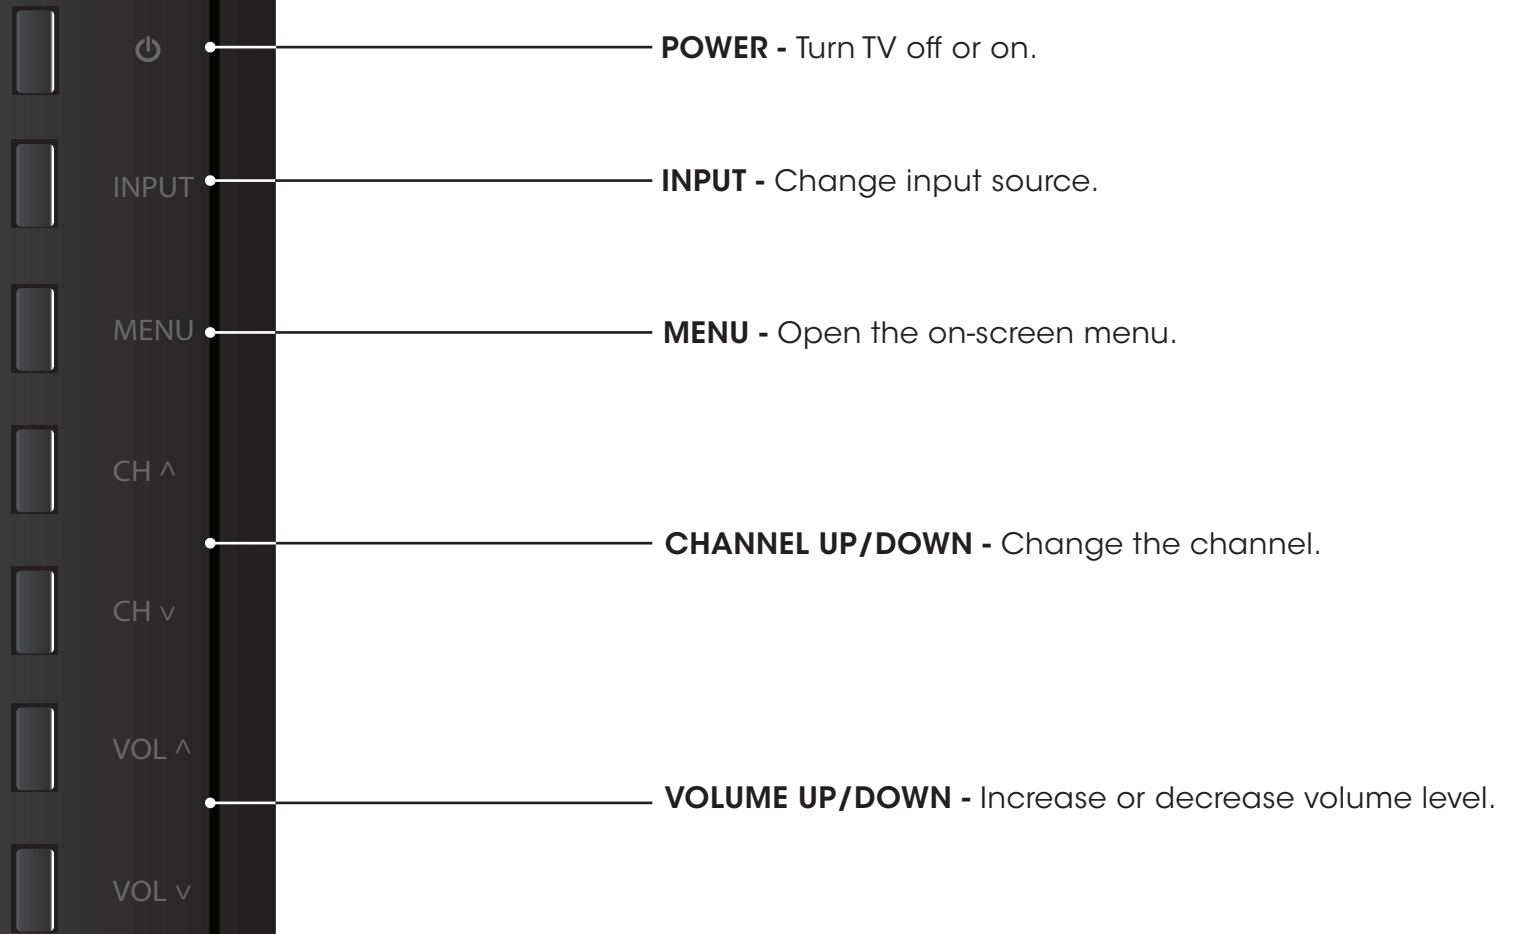 POWER - Turn TV off or on.
INPUT
INPUT - Change input source.
MENU
MENU - Open the on-screen menu.
CH ^
CHANNEL UP/DOWN - Change the channel.
CH v
VOL ^
VOLUME UP/DOWN - Increase or decrease volume level.
VOL v